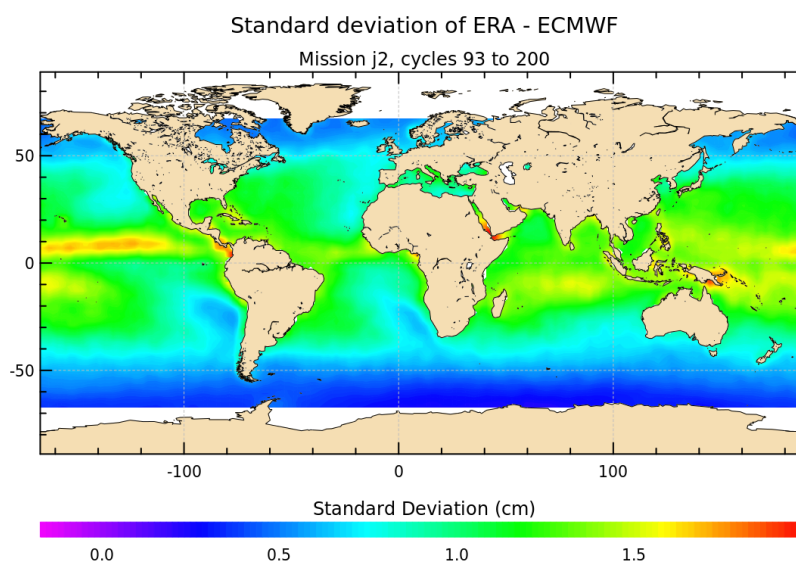 Standard deviation of ERA - ECMWF
Mission j2, cycles 93 to 200
50
0
-50
-100 0 100
Standard Deviation (cm)
0.0 0.5 1.0 1.5